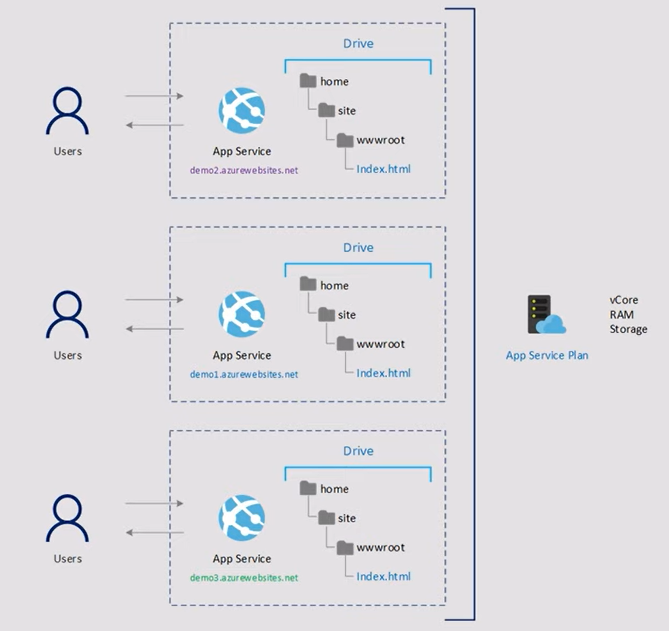 Drive
home
site
wwwroot
Index.html
Users
App Service
demo2.azurewebsites.net
Drive
home
site
wwwroot
Index.html
Users
App Service
demo1.azurewebsites.net
vCore
RAM
Storage
App Service Plan
Drive
home
site
wwwroot
Index.html
Users
App Service
demo3.azurewebsites.net